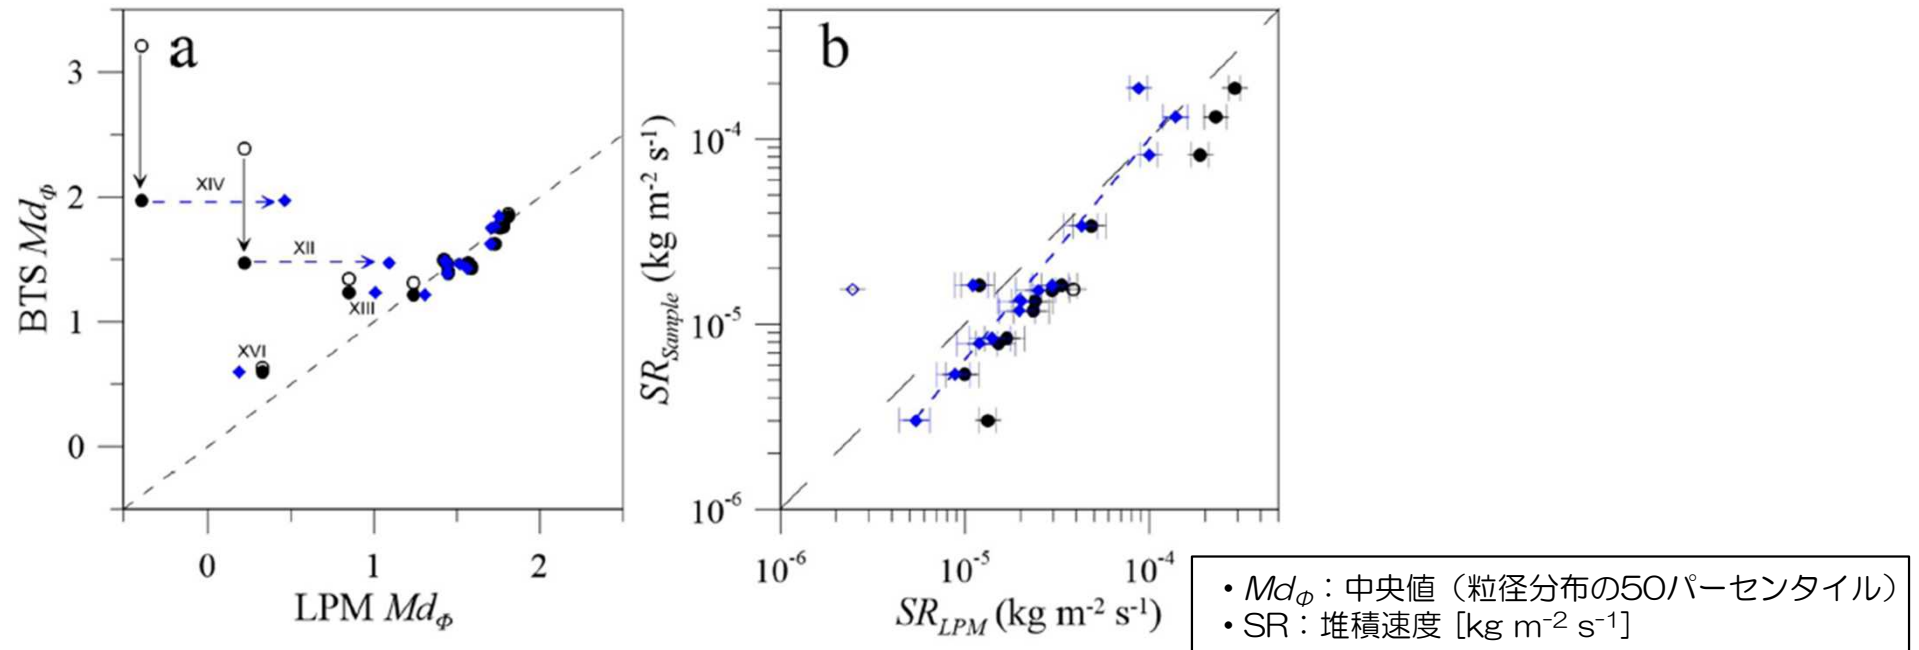 a
3
2
1
0
BTS Md_Φ
XIV
XII
XIII
XVI
0 1 2
LPM Md_Φ
b
10⁻⁴
10⁻⁵
10⁻⁶
SR_Sample (kg m⁻² s⁻¹)
10⁻⁶ 10⁻⁵ 10⁻⁴
SR_LPM (kg m⁻² s⁻¹)
• Md_Φ：中央値（粒径分布の50パーセンタイル）
• SR：堆積速度 [kg m⁻² s⁻¹]